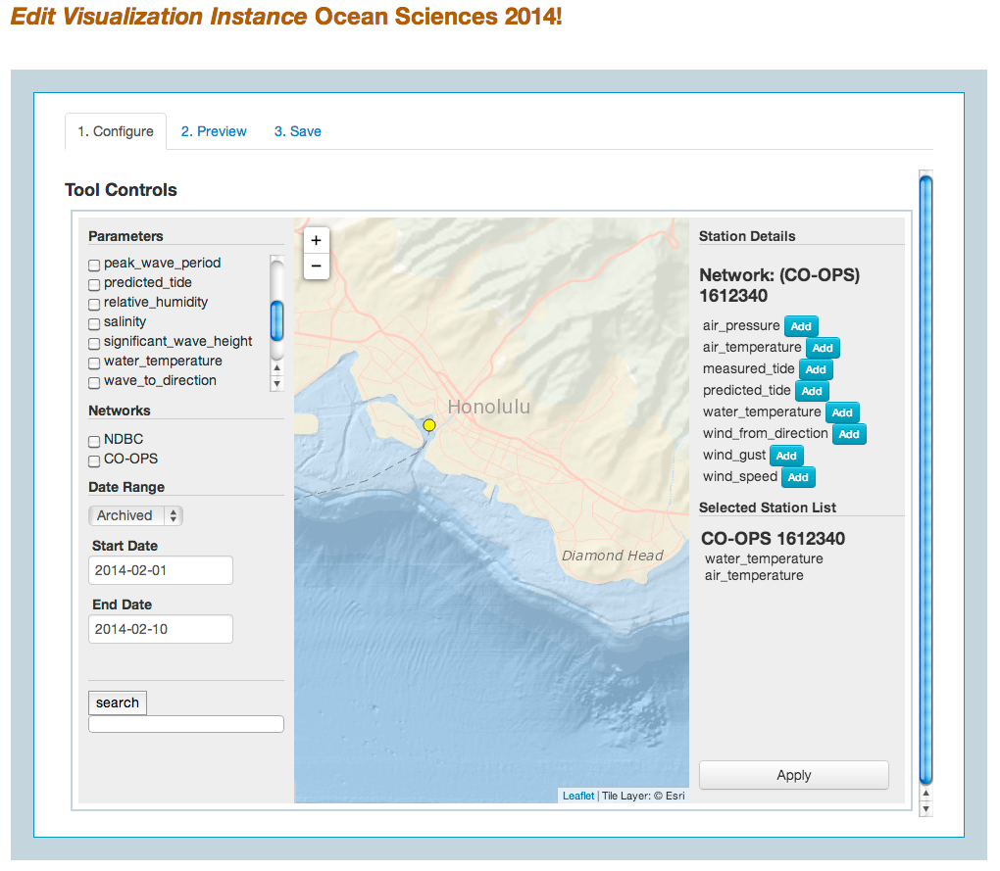 Edit Visualization Instance Ocean Sciences 2014!
1. Configure
2. Preview
3. Save
Tool Controls
Parameters
peak_wave_period
predicted_tide
relative_humidity
salinity
significant_wave_height
water_temperature
wave_to_direction
Networks
NDBC
CO-OPS
Date Range
Archived
Start Date
2014-02-01
End Date
2014-02-10
search
+
−
Honolulu
Diamond Head
Leaflet | Tile Layer: © Esri
Station Details
Network: (CO-OPS)
1612340
air_pressure Add
air_temperature Add
measured_tide Add
predicted_tide Add
water_temperature Add
wind_from_direction Add
wind_gust Add
wind_speed Add
Selected Station List
CO-OPS 1612340
water_temperature
air_temperature
Apply